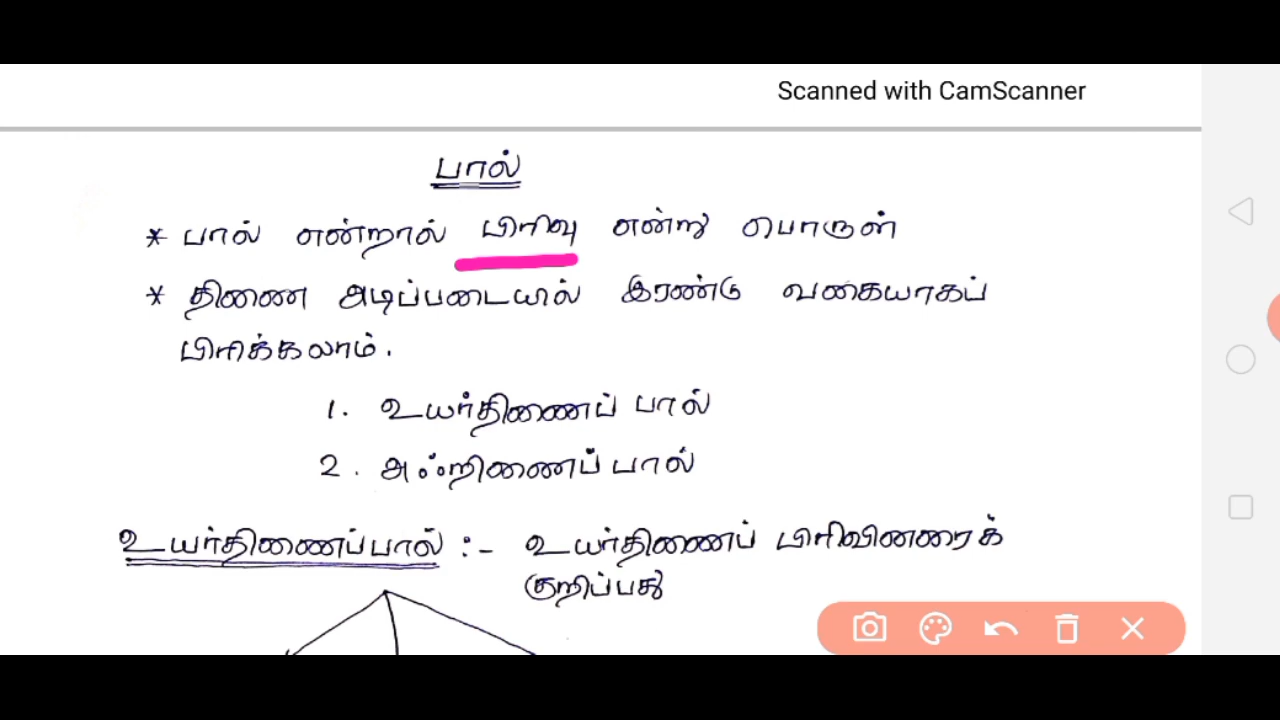 Scanned with CamScanner
பால்
* பால் என்றால் பிரிவு என்று பொருள்
* திணை அடிப்படையில் இரண்டு வகையாகப்
பிரிக்கலாம்.
1. உயர்திணைப் பால்
2. அஃறிணைப் பால்
உயர்திணைப்பால் :- உயர்திணைப் பிரிவினரைக்
குறிப்பது